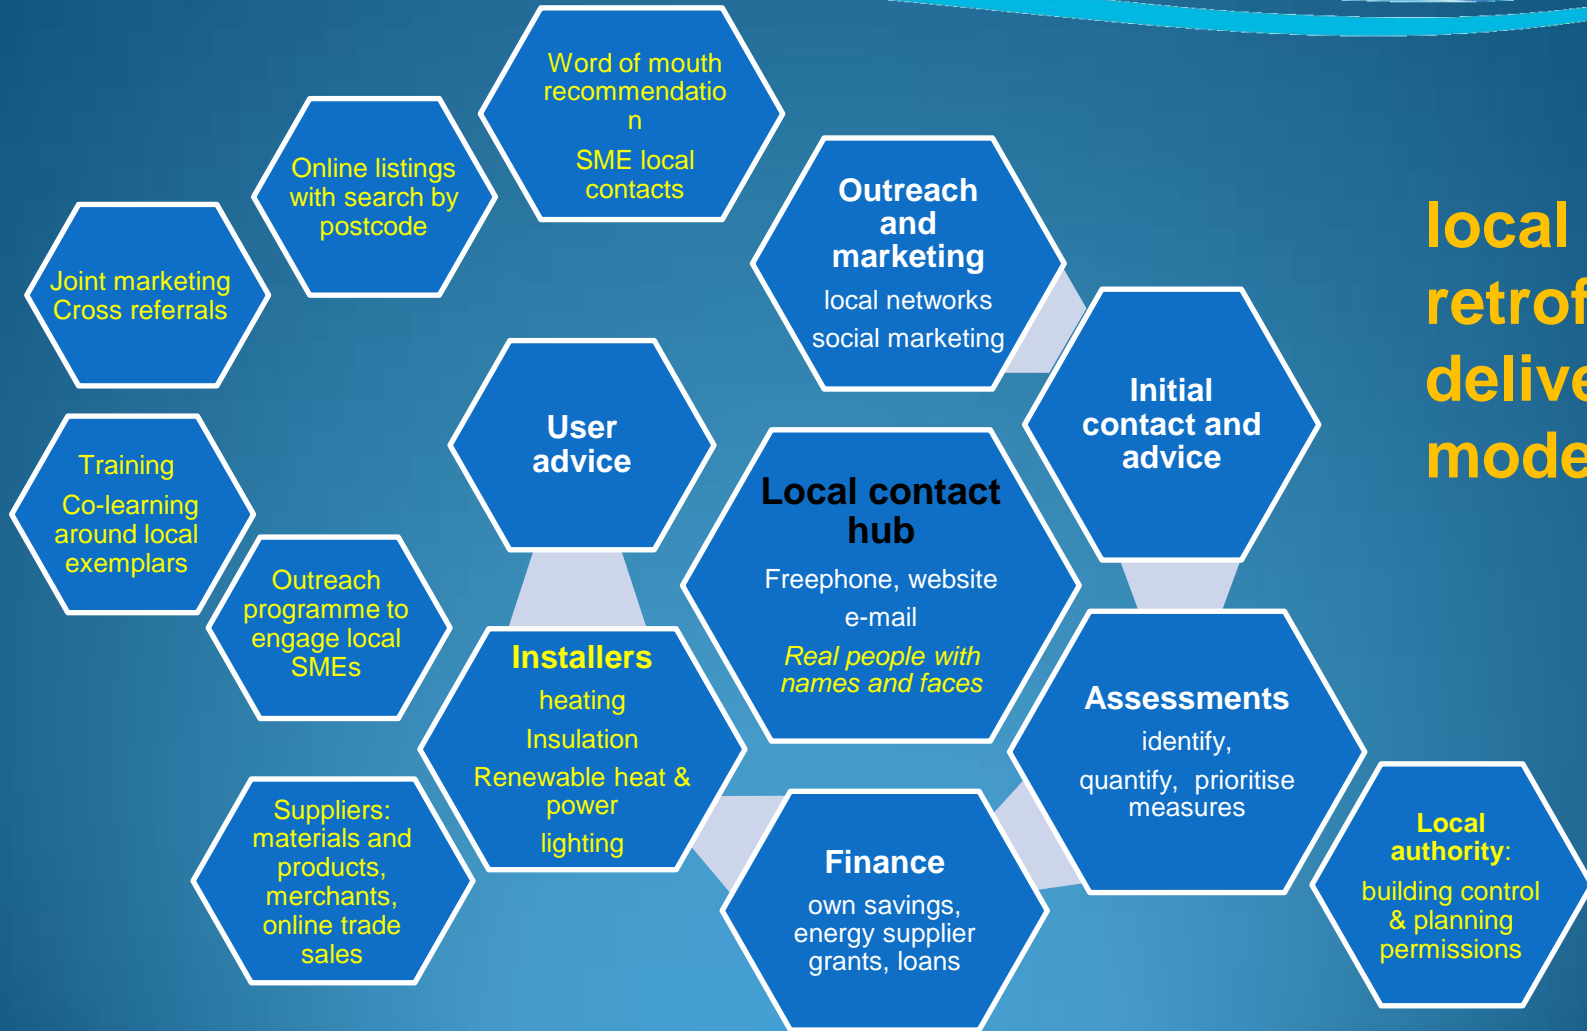 Word of mouth
recommendatio
n
SME local
contacts
Online listings
with search by
postcode
Joint marketing
Cross referrals
Training
Co-learning
around local
exemplars
Outreach
programme to
engage local
SMEs
Suppliers:
materials and
products,
merchants,
online trade
sales
User
advice
Installers
heating
Insulation
Renewable heat &
power
lighting
Outreach
and
marketing
local networks
social marketing
Local contact
hub
Freephone, website
e-mail
Real people with
names and faces
Finance
own savings,
energy supplier
grants, loans
Initial
contact and
advice
Assessments
identify,
quantify, prioritise
measures
Local
authority:
building control
& planning
permissions
local
retrof
delive
mode